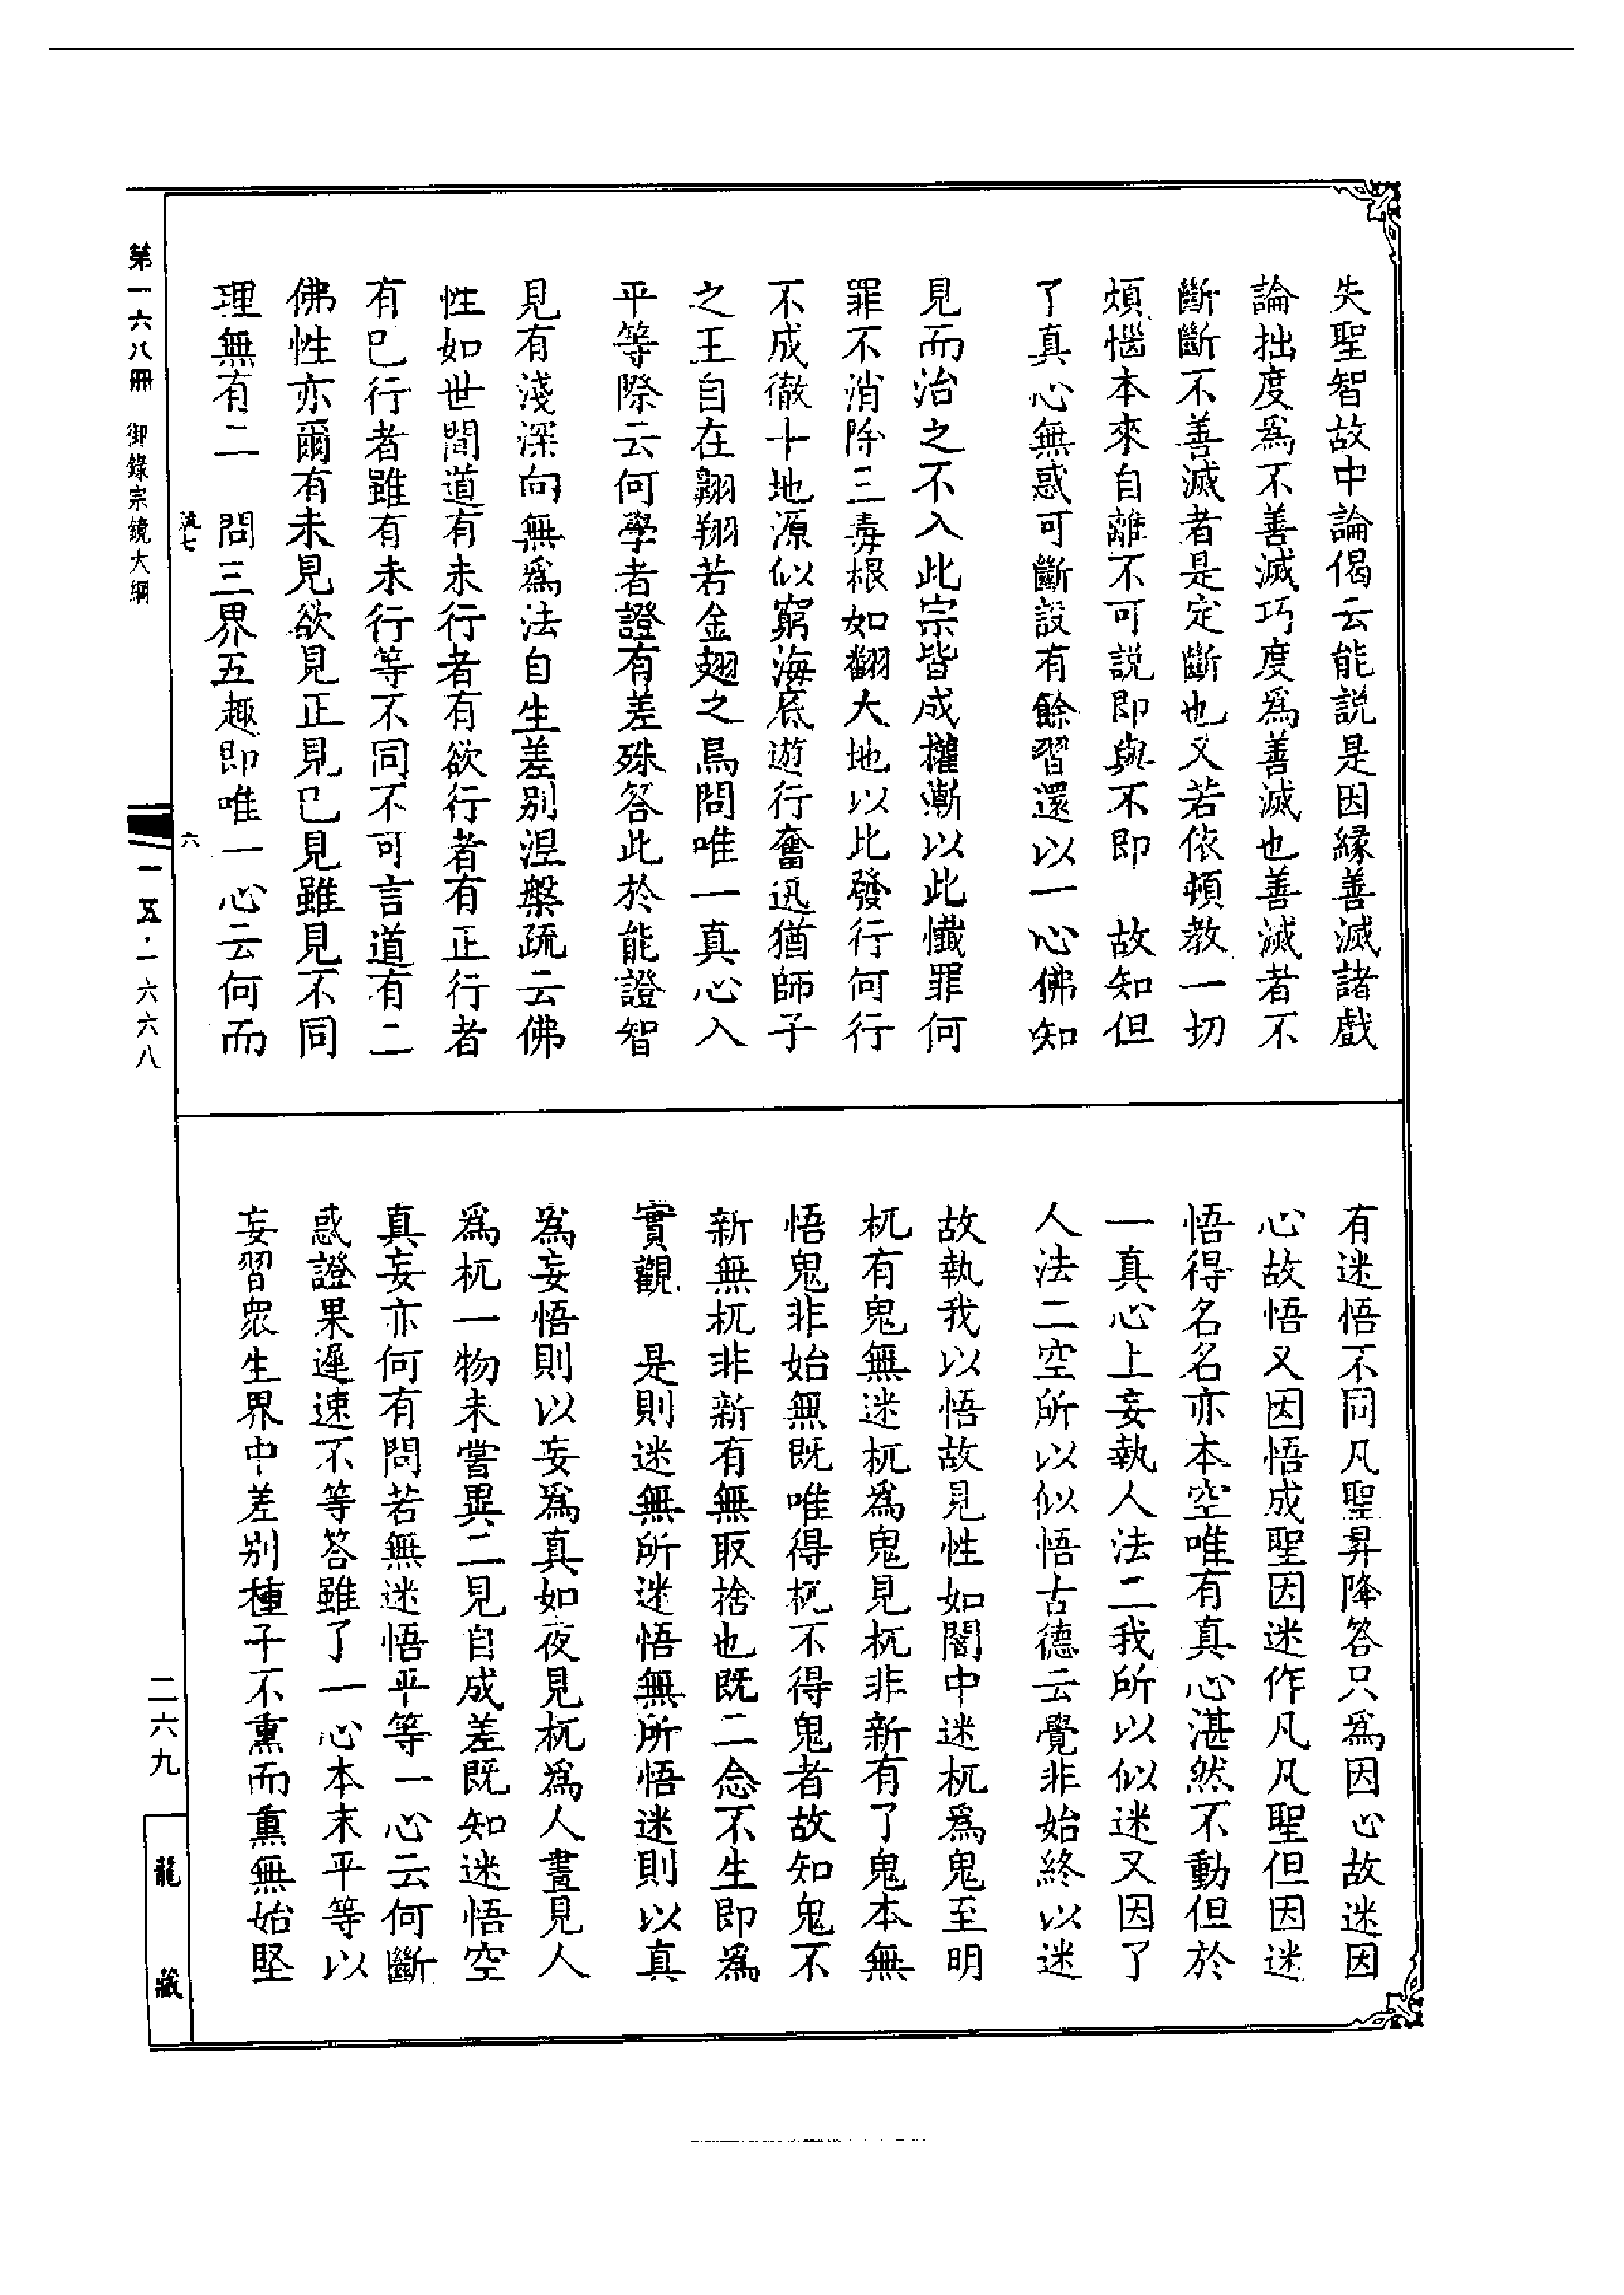 失聖智故中論偈云能説是因縁善滅諸戲
論拙度為不善滅巧度為善滅也善滅者不
斷斷不善滅者是定斷也又若依頓教一切
煩惱本來自離不可説即與不即　故知但
了真心無惑可斷設有餘習還以一心佛知
見而治之不入此宗皆成權漸以此懺罪何
罪不消除三毒根如翻大地以此發行何行
不成徹十地源似窮海底遊行奮迅猶師子
之王自在翺翔若金翅之鳥問唯一真心入
平等際云何學者證有差殊答此於能證智
見有淺深向無為法自生差別涅槃疏云佛
性如世間道有未行者有欲行者有正行者
有已行者雖有未行等不同不可言道有二
佛性亦爾有未見欲見正見已見雖見不同
理無有二　問三界五趣即唯一心云何而
有迷悟不同凡聖昇降答只為因心故迷因
心故悟又因悟成聖因迷作凡凡聖但因迷
悟得名名亦本空唯有真心湛然不動但於
一真心上妄執人法二我所以似迷又因了
人法二空所以似悟古德云覺非始終以迷
故執我以悟故見性如闇中迷杌為鬼至明
杌有鬼無迷杌為鬼見杌非新有了鬼本無
悟鬼非始無既唯得杌不得鬼者故知鬼不
新無杌非新有無取捨也既二念不生即為
實觀　是則迷無所迷悟無所悟迷則以真
為妄悟則以妄為真如夜見杌為人晝見人
為杌一物未嘗異二見自成差既知迷悟空
真妄亦何有問若無迷悟平等一心云何斷
惑證果遲速不等答雖了一心本末平等以
妄習衆生界中差別種子不熏而熏無始堅
第一六八冊　御錄宗鏡大綱
七
六
一五·一六六八
二六九
龍藏